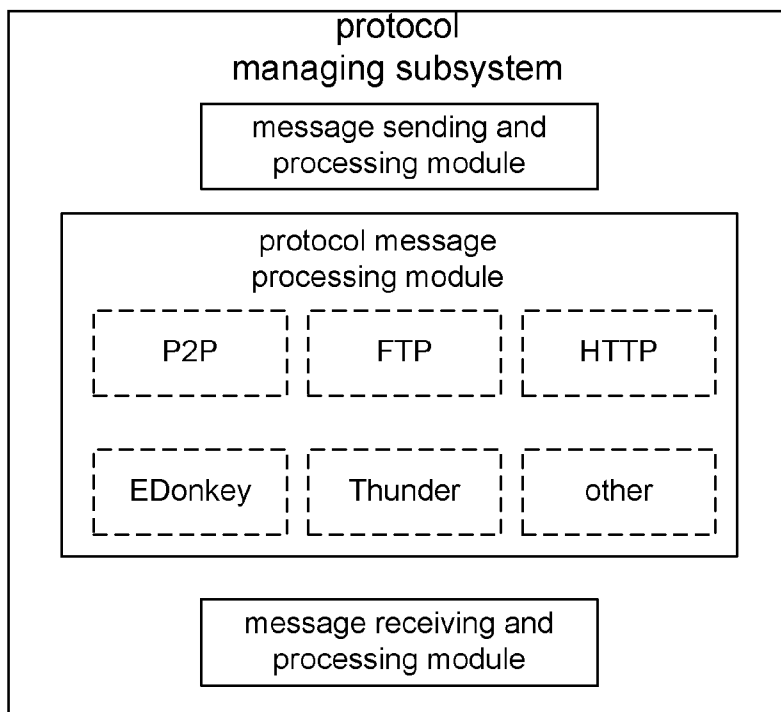 protocol
managing subsystem
message sending and
processing module
protocol message
processing module
P2P
FTP
HTTP
EDonkey
Thunder
other
message receiving and
processing module